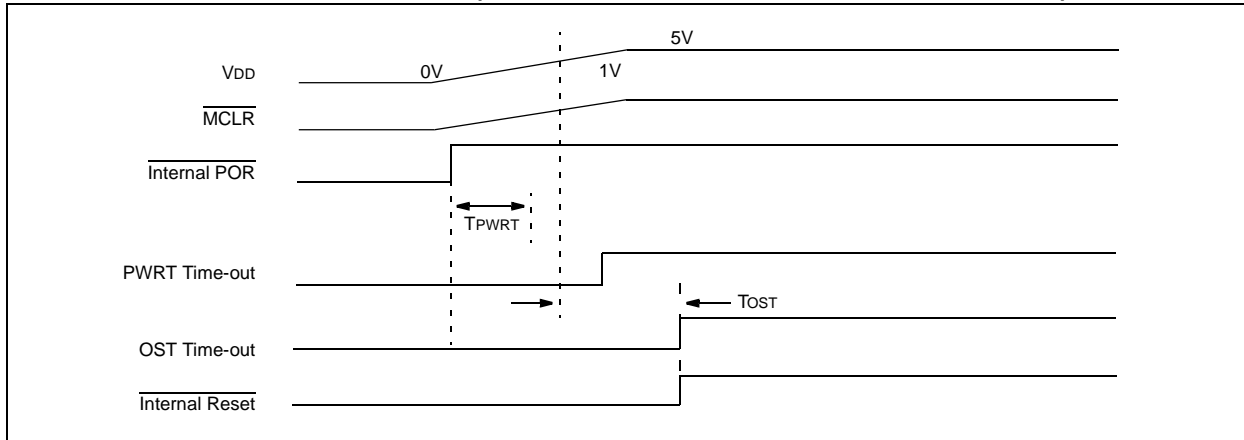 5V
VDD 0V 1V
MCLR
Internal POR
TPWRT
PWRT Time-out
TOST
OST Time-out
Internal Reset